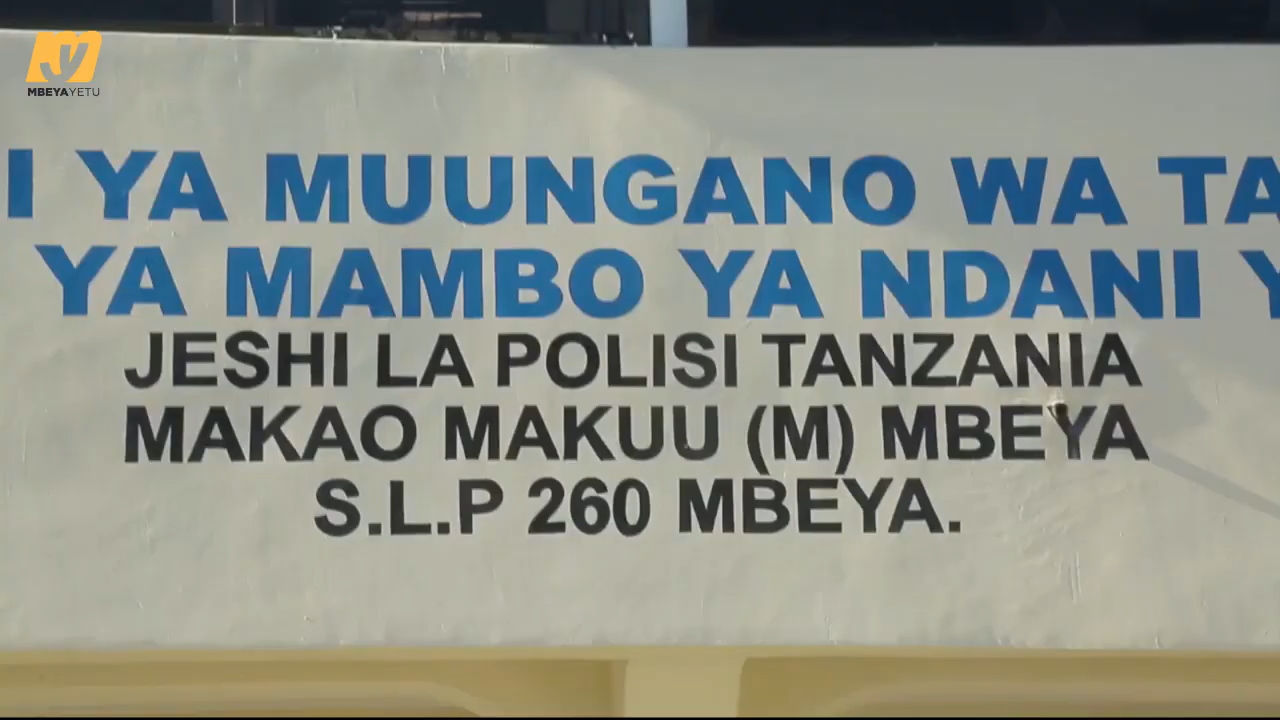 MBEYAYETU
I YA MUUNGANO WA TA
YA MAMBO YA NDANI Y
JESHI LA POLISI TANZANIA
MAKAO MAKUU (M) MBEYA
S.L.P 260 MBEYA.